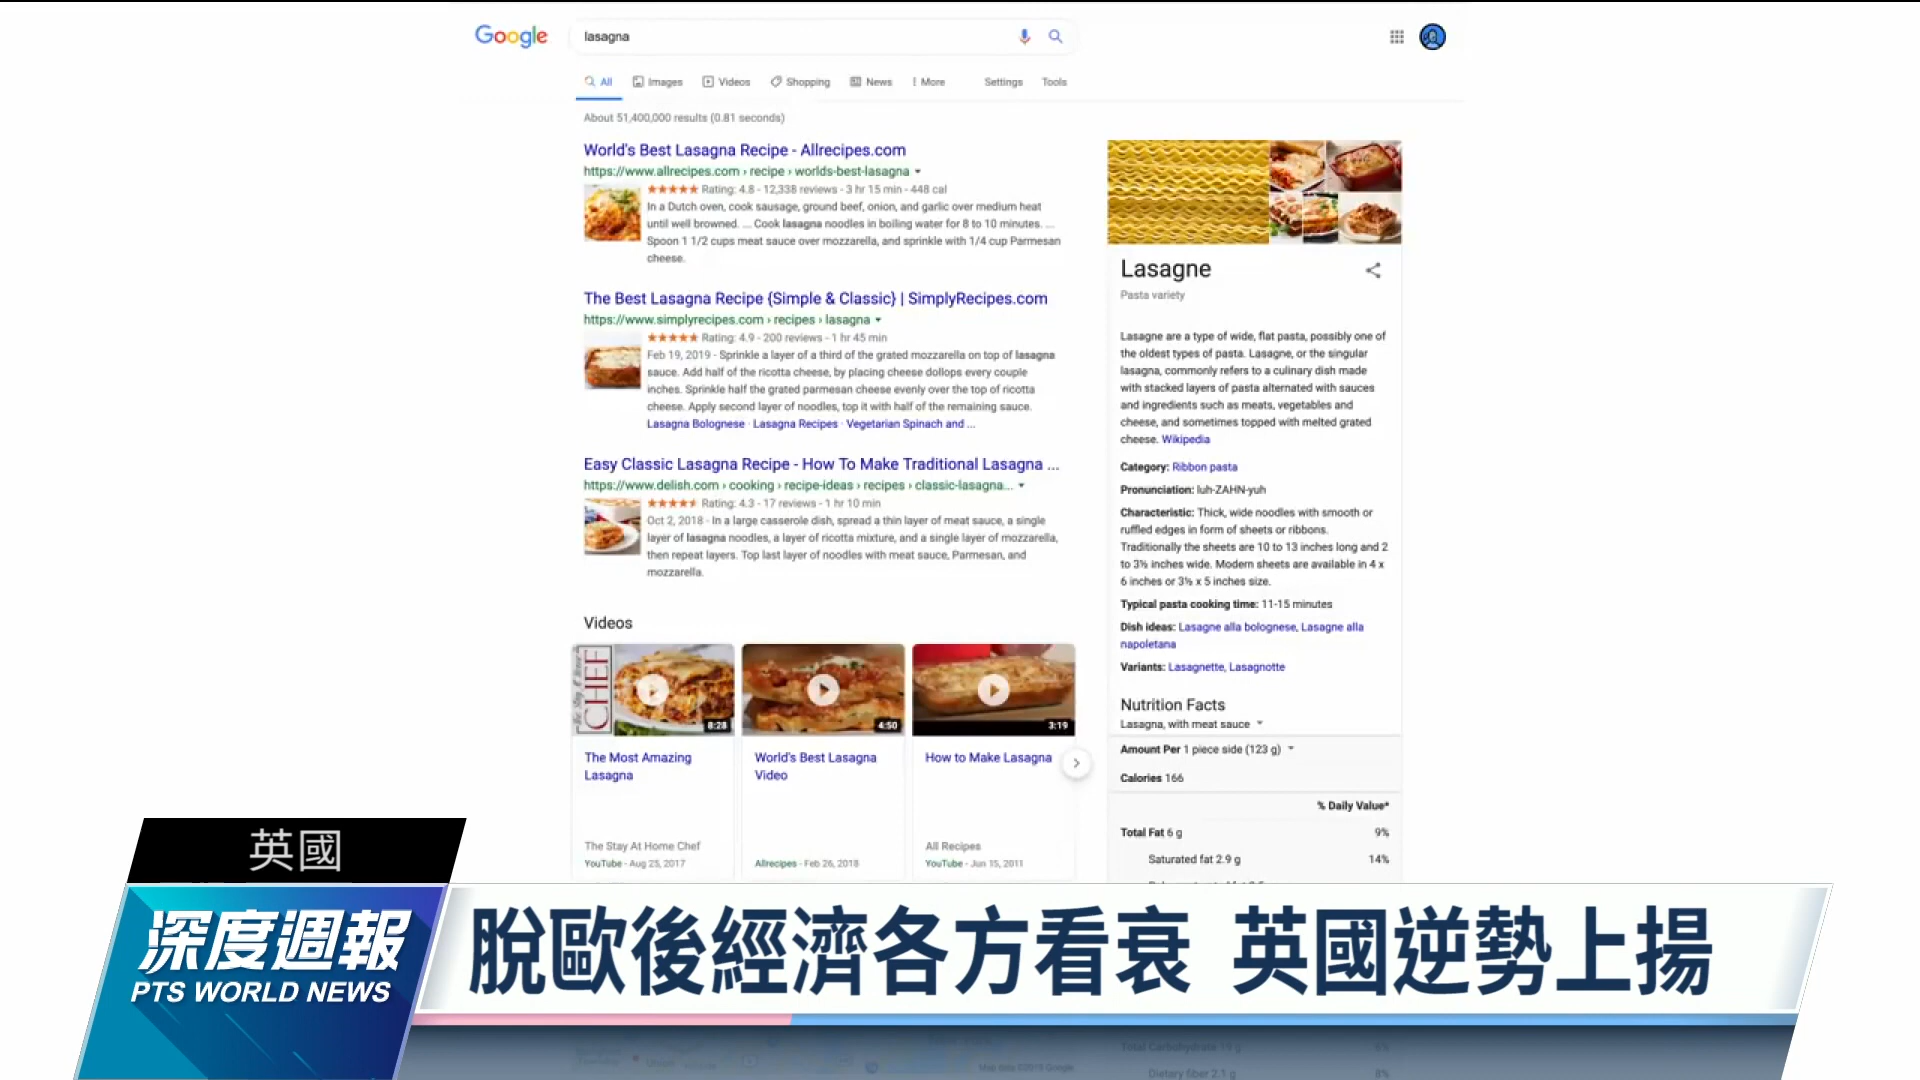 Google
lasagna
All Images Videos Shopping News More Settings Tools
About 51,400,000 results (0.81 seconds)
World's Best Lasagna Recipe - Allrecipes.com
https://www.allrecipes.com › recipe › worlds-best-lasagna
Rating: 4.8 - 12,338 reviews - 3 hr 15 min - 448 cal
In a Dutch oven, cook sausage, ground beef, onion, and garlic over medium heat
until well browned. ... Cook lasagna noodles in boiling water for 8 to 10 minutes. ...
Spoon 1 1/2 cups meat sauce over mozzarella, and sprinkle with 1/4 cup Parmesan
cheese.
The Best Lasagna Recipe {Simple & Classic} | SimplyRecipes.com
https://www.simplyrecipes.com › recipes › lasagna
Rating: 4.9 - 200 reviews - 1 hr 45 min
Feb 19, 2019 - Sprinkle a layer of a third of the grated mozzarella on top of lasagna
sauce. Add half of the ricotta cheese, by placing cheese dollops every couple
inches. Sprinkle half the grated parmesan cheese evenly over the top of ricotta
cheese. Apply second layer of noodles, top it with half of the remaining sauce.
Lasagna Bolognese · Lasagna Recipes · Vegetarian Spinach and ...
Easy Classic Lasagna Recipe - How To Make Traditional Lasagna ...
https://www.delish.com › cooking › recipe-ideas › recipes › classic-lasagna...
Rating: 4.3 - 17 reviews - 1 hr 10 min
Oct 2, 2018 - In a large casserole dish, spread a thin layer of meat sauce, a single
layer of lasagna noodles, a layer of ricotta mixture, and a single layer of mozzarella,
then repeat layers. Top last layer of noodles with meat sauce, Parmesan, and
mozzarella.
Videos
CHEF
8:28
4:50
3:19
The Most Amazing
Lasagna
The Stay At Home Chef
YouTube - Aug 25, 2017
World's Best Lasagna
Video
Allrecipes - Feb 26, 2018
How to Make Lasagna
All Recipes
YouTube - Jun 15, 2011
Lasagne
Pasta variety
Lasagne are a type of wide, flat pasta, possibly one of
the oldest types of pasta. Lasagne, or the singular
lasagna, commonly refers to a culinary dish made
with stacked layers of pasta alternated with sauces
and ingredients such as meats, vegetables and
cheese, and sometimes topped with melted grated
cheese. Wikipedia
Category: Ribbon pasta
Pronunciation: luh-ZAHN-yuh
Characteristic: Thick, wide noodles with smooth or
ruffled edges in form of sheets or ribbons.
Traditionally the sheets are 10 to 13 inches long and 2
to 3½ inches wide. Modern sheets are available in 4 x
6 inches or 3½ x 5 inches size.
Typical pasta cooking time: 11-15 minutes
Dish ideas: Lasagne alla bolognese, Lasagne alla
napoletana
Variants: Lasagnette, Lasagnotte
Nutrition Facts
Lasagna, with meat sauce
Amount Per 1 piece side (123 g)
Calories 166
% Daily Value*
Total Fat 6 g 9%
Saturated fat 2.9 g 14%
英國
深度週報
PTS WORLD NEWS
脫歐後經濟各方看衰 英國逆勢上揚
Total Carbohydrate 19 g 6%
Dietary fiber 2.1 g 8%
Map data ©2019 Google